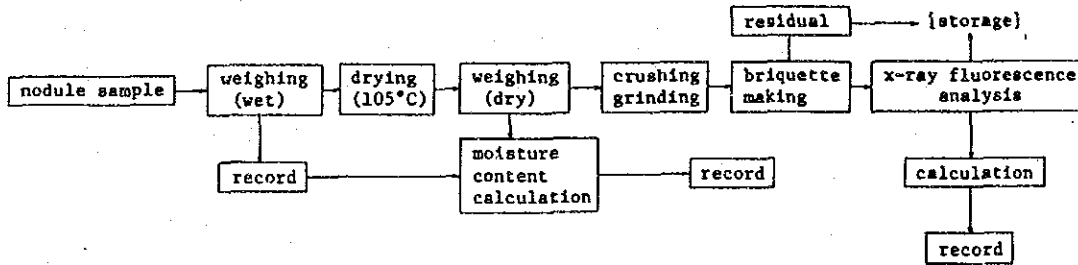 residual
{storage}
nodule sample
weighing
(wet)
drying
(105°C)
weighing
(dry)
crushing
grinding
briquette
making
x-ray fluorescence
analysis
record
moisture
content
calculation
record
calculation
record